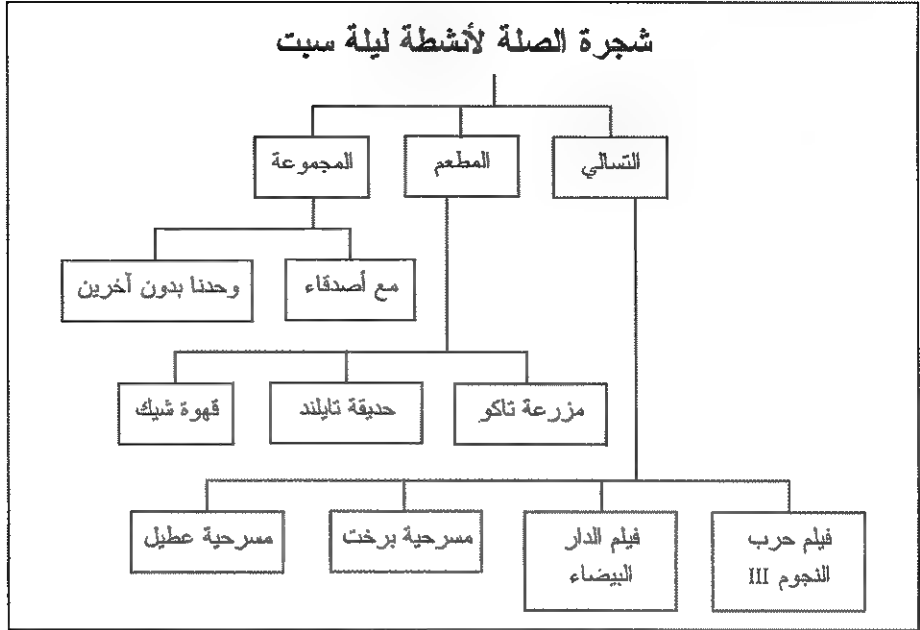 شجرة الصلة لأنشطة ليلة سبت
التسالي
المطعم
المجموعة
مع أصدقاء
وحدنا بدون آخرين
مزرعة تاكو
حديقة تايلند
قهوة شيك
فيلم حرب
النجوم III
فيلم الدار
البيضاء
مسرحية برخت
مسرحية عطيل